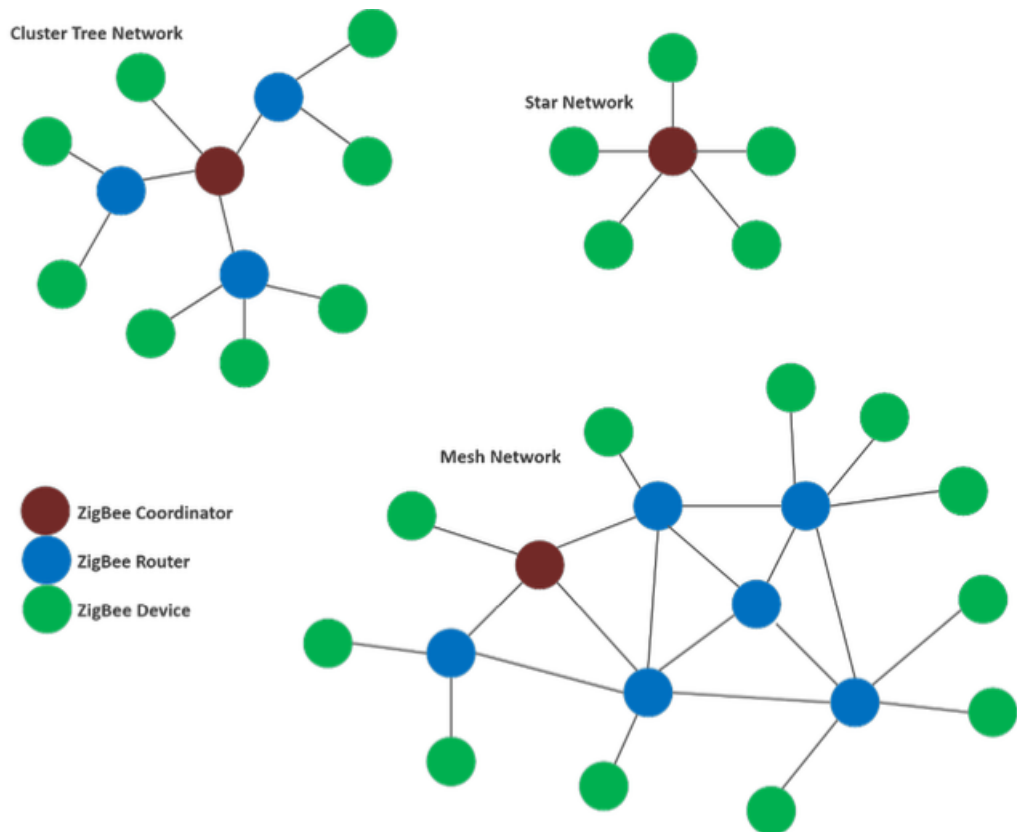 Cluster Tree Network
Star Network
Mesh Network
ZigBee Coordinator
ZigBee Router
ZigBee Device